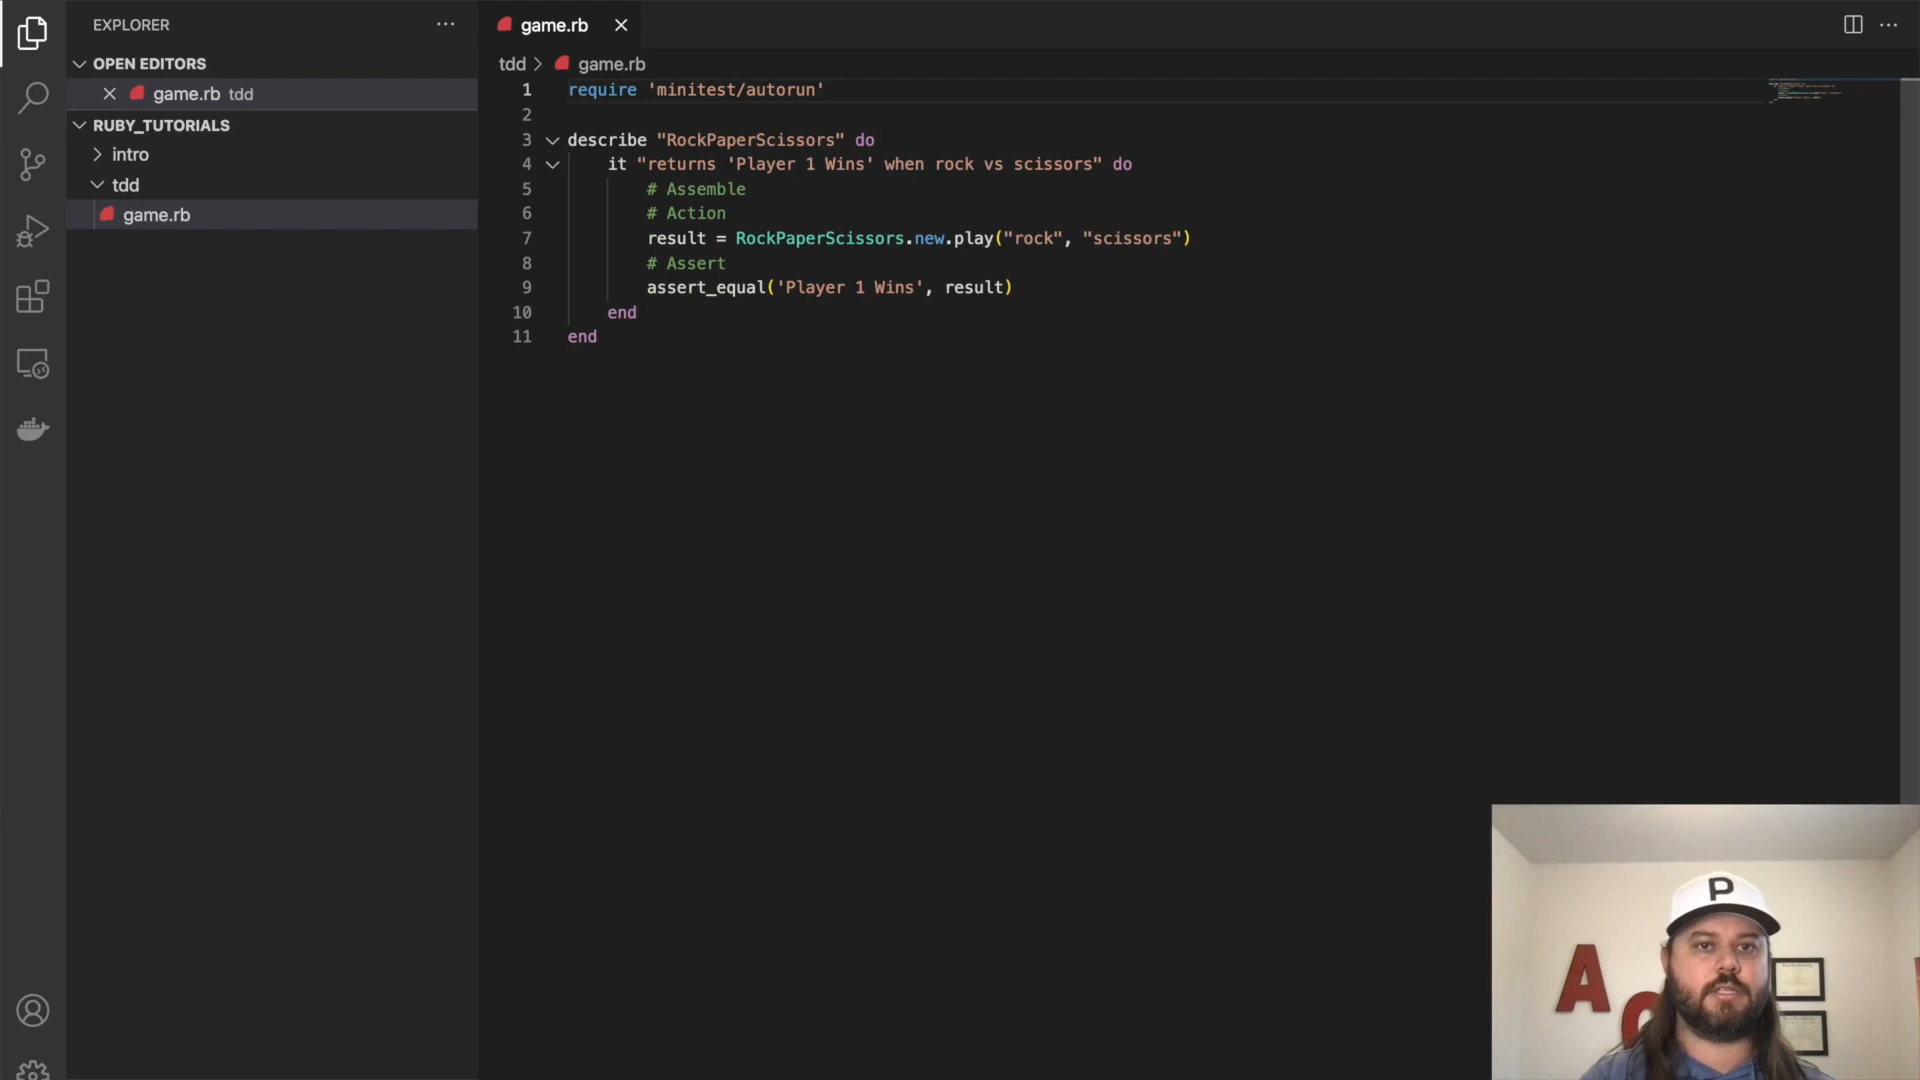 EXPLORER
OPEN EDITORS
game.rb tdd
RUBY_TUTORIALS
intro
tdd
game.rb
game.rb
tdd > game.rb
1 require 'minitest/autorun'
2
3 describe "RockPaperScissors" do
4 it "returns 'Player 1 Wins' when rock vs scissors" do
5 # Assemble
6 # Action
7 result = RockPaperScissors.new.play("rock", "scissors")
8 # Assert
9 assert_equal('Player 1 Wins', result)
10 end
11 end
P
A